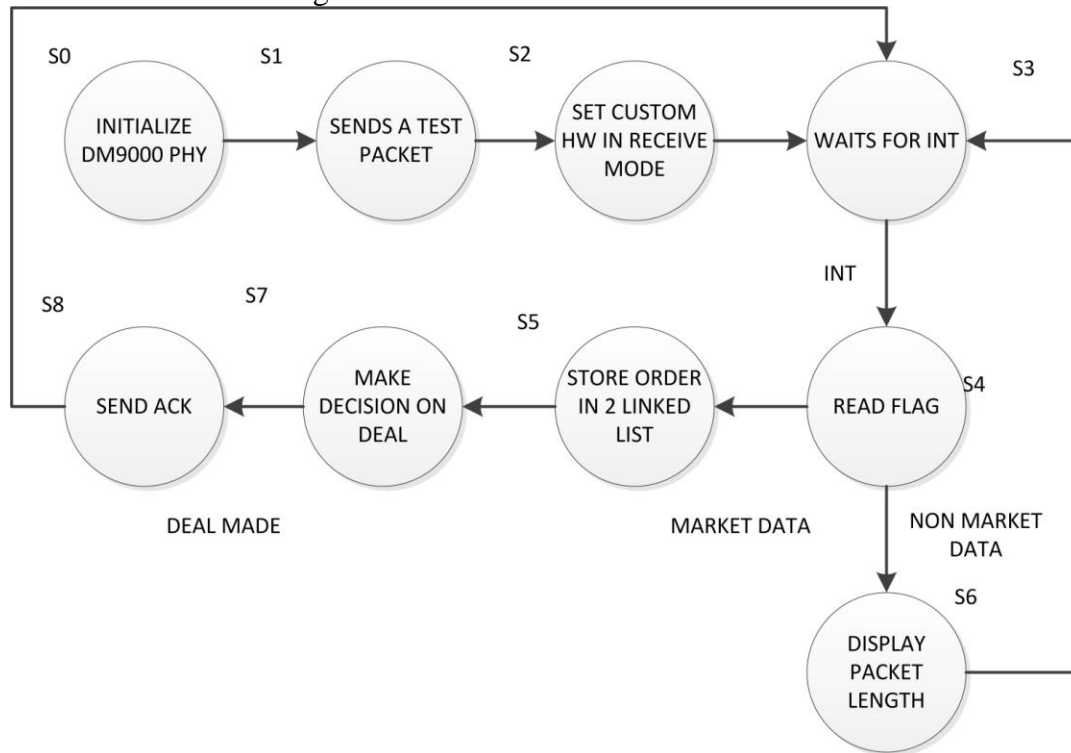 S0
S1
S2
S3
INITIALIZE
DM9000 PHY
SENDS A TEST
PACKET
SET CUSTOM
HW IN RECEIVE
MODE
WAITS FOR INT
INT
S8
S7
S5
S4
SEND ACK
MAKE
DECISION ON
DEAL
STORE ORDER
IN 2 LINKED
LIST
READ FLAG
DEAL MADE
MARKET DATA
NON MARKET
DATA
S6
DISPLAY
PACKET
LENGTH